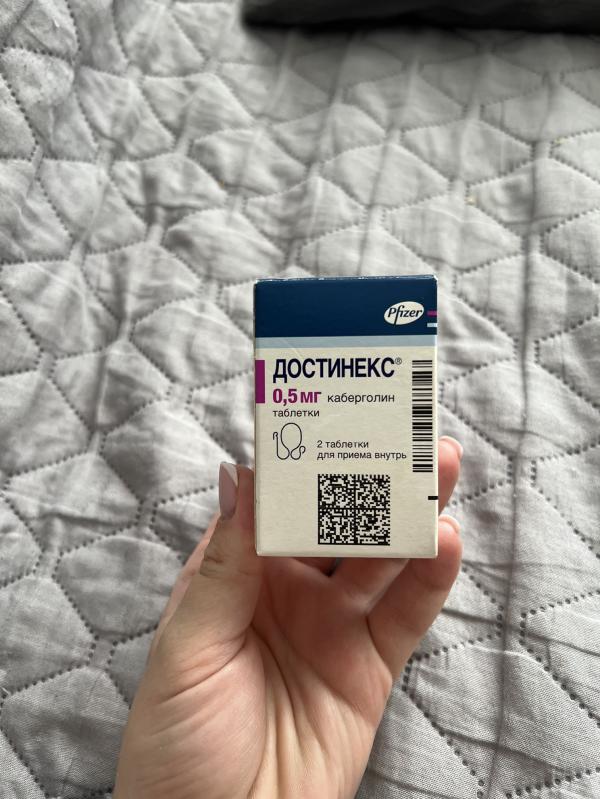 Pfizer
ДОСТИНЕКС®
0,5 мг каберголин
таблетки
2 таблетки
для приема внутрь